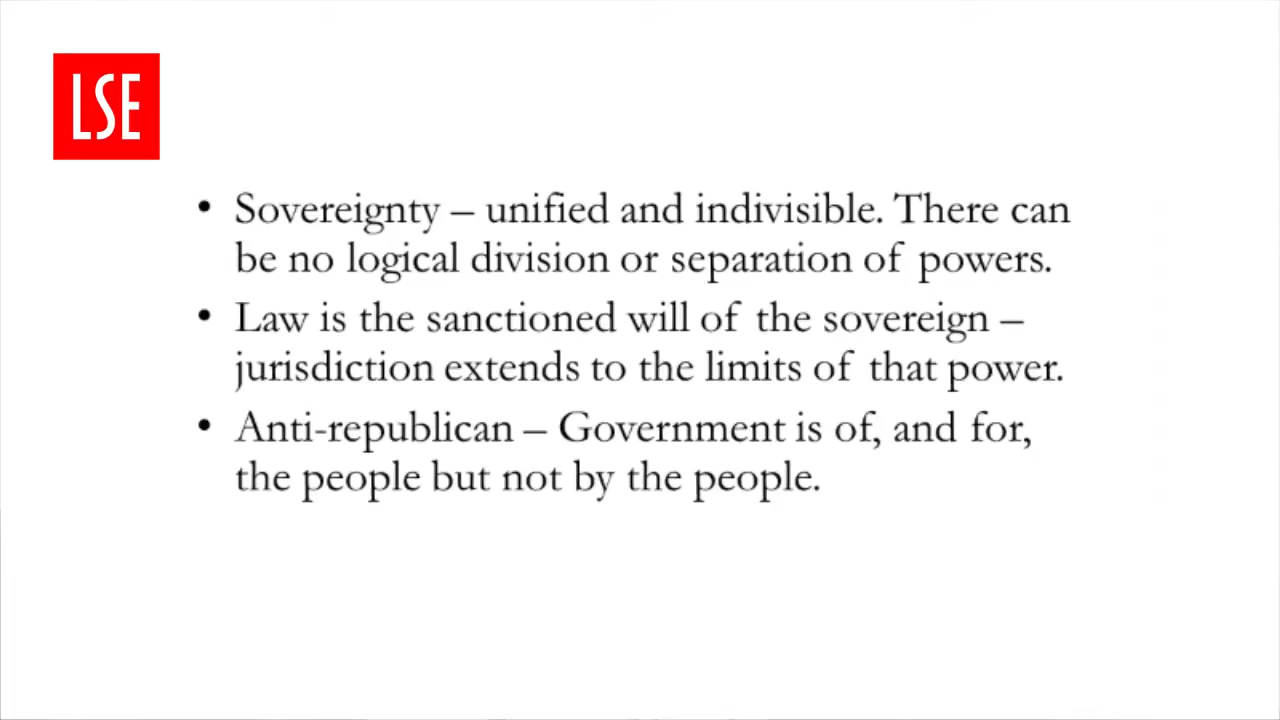 LSE
• Sovereignty – unified and indivisible. There can
be no logical division or separation of powers.
• Law is the sanctioned will of the sovereign –
jurisdiction extends to the limits of that power.
• Anti-republican – Government is of, and for,
the people but not by the people.